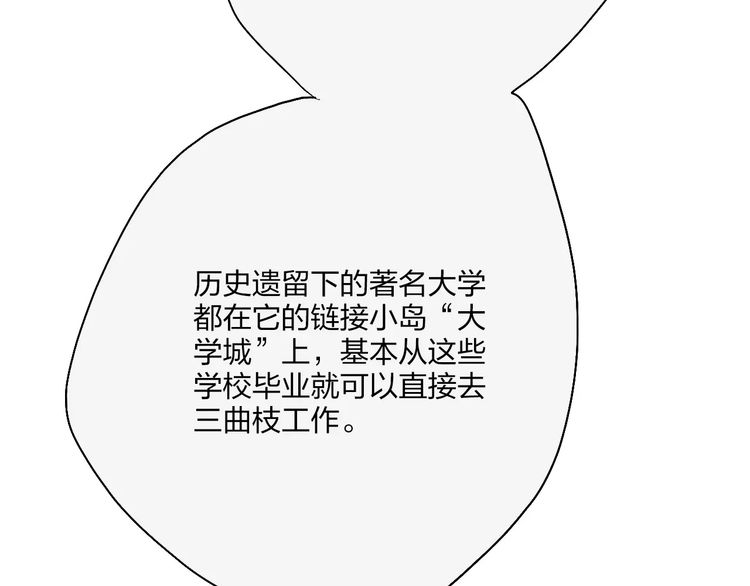 历史遗留下的著名大学
都在它的链接小岛“大
学城”上，基本从这些
学校毕业就可以直接去
三曲枝工作。